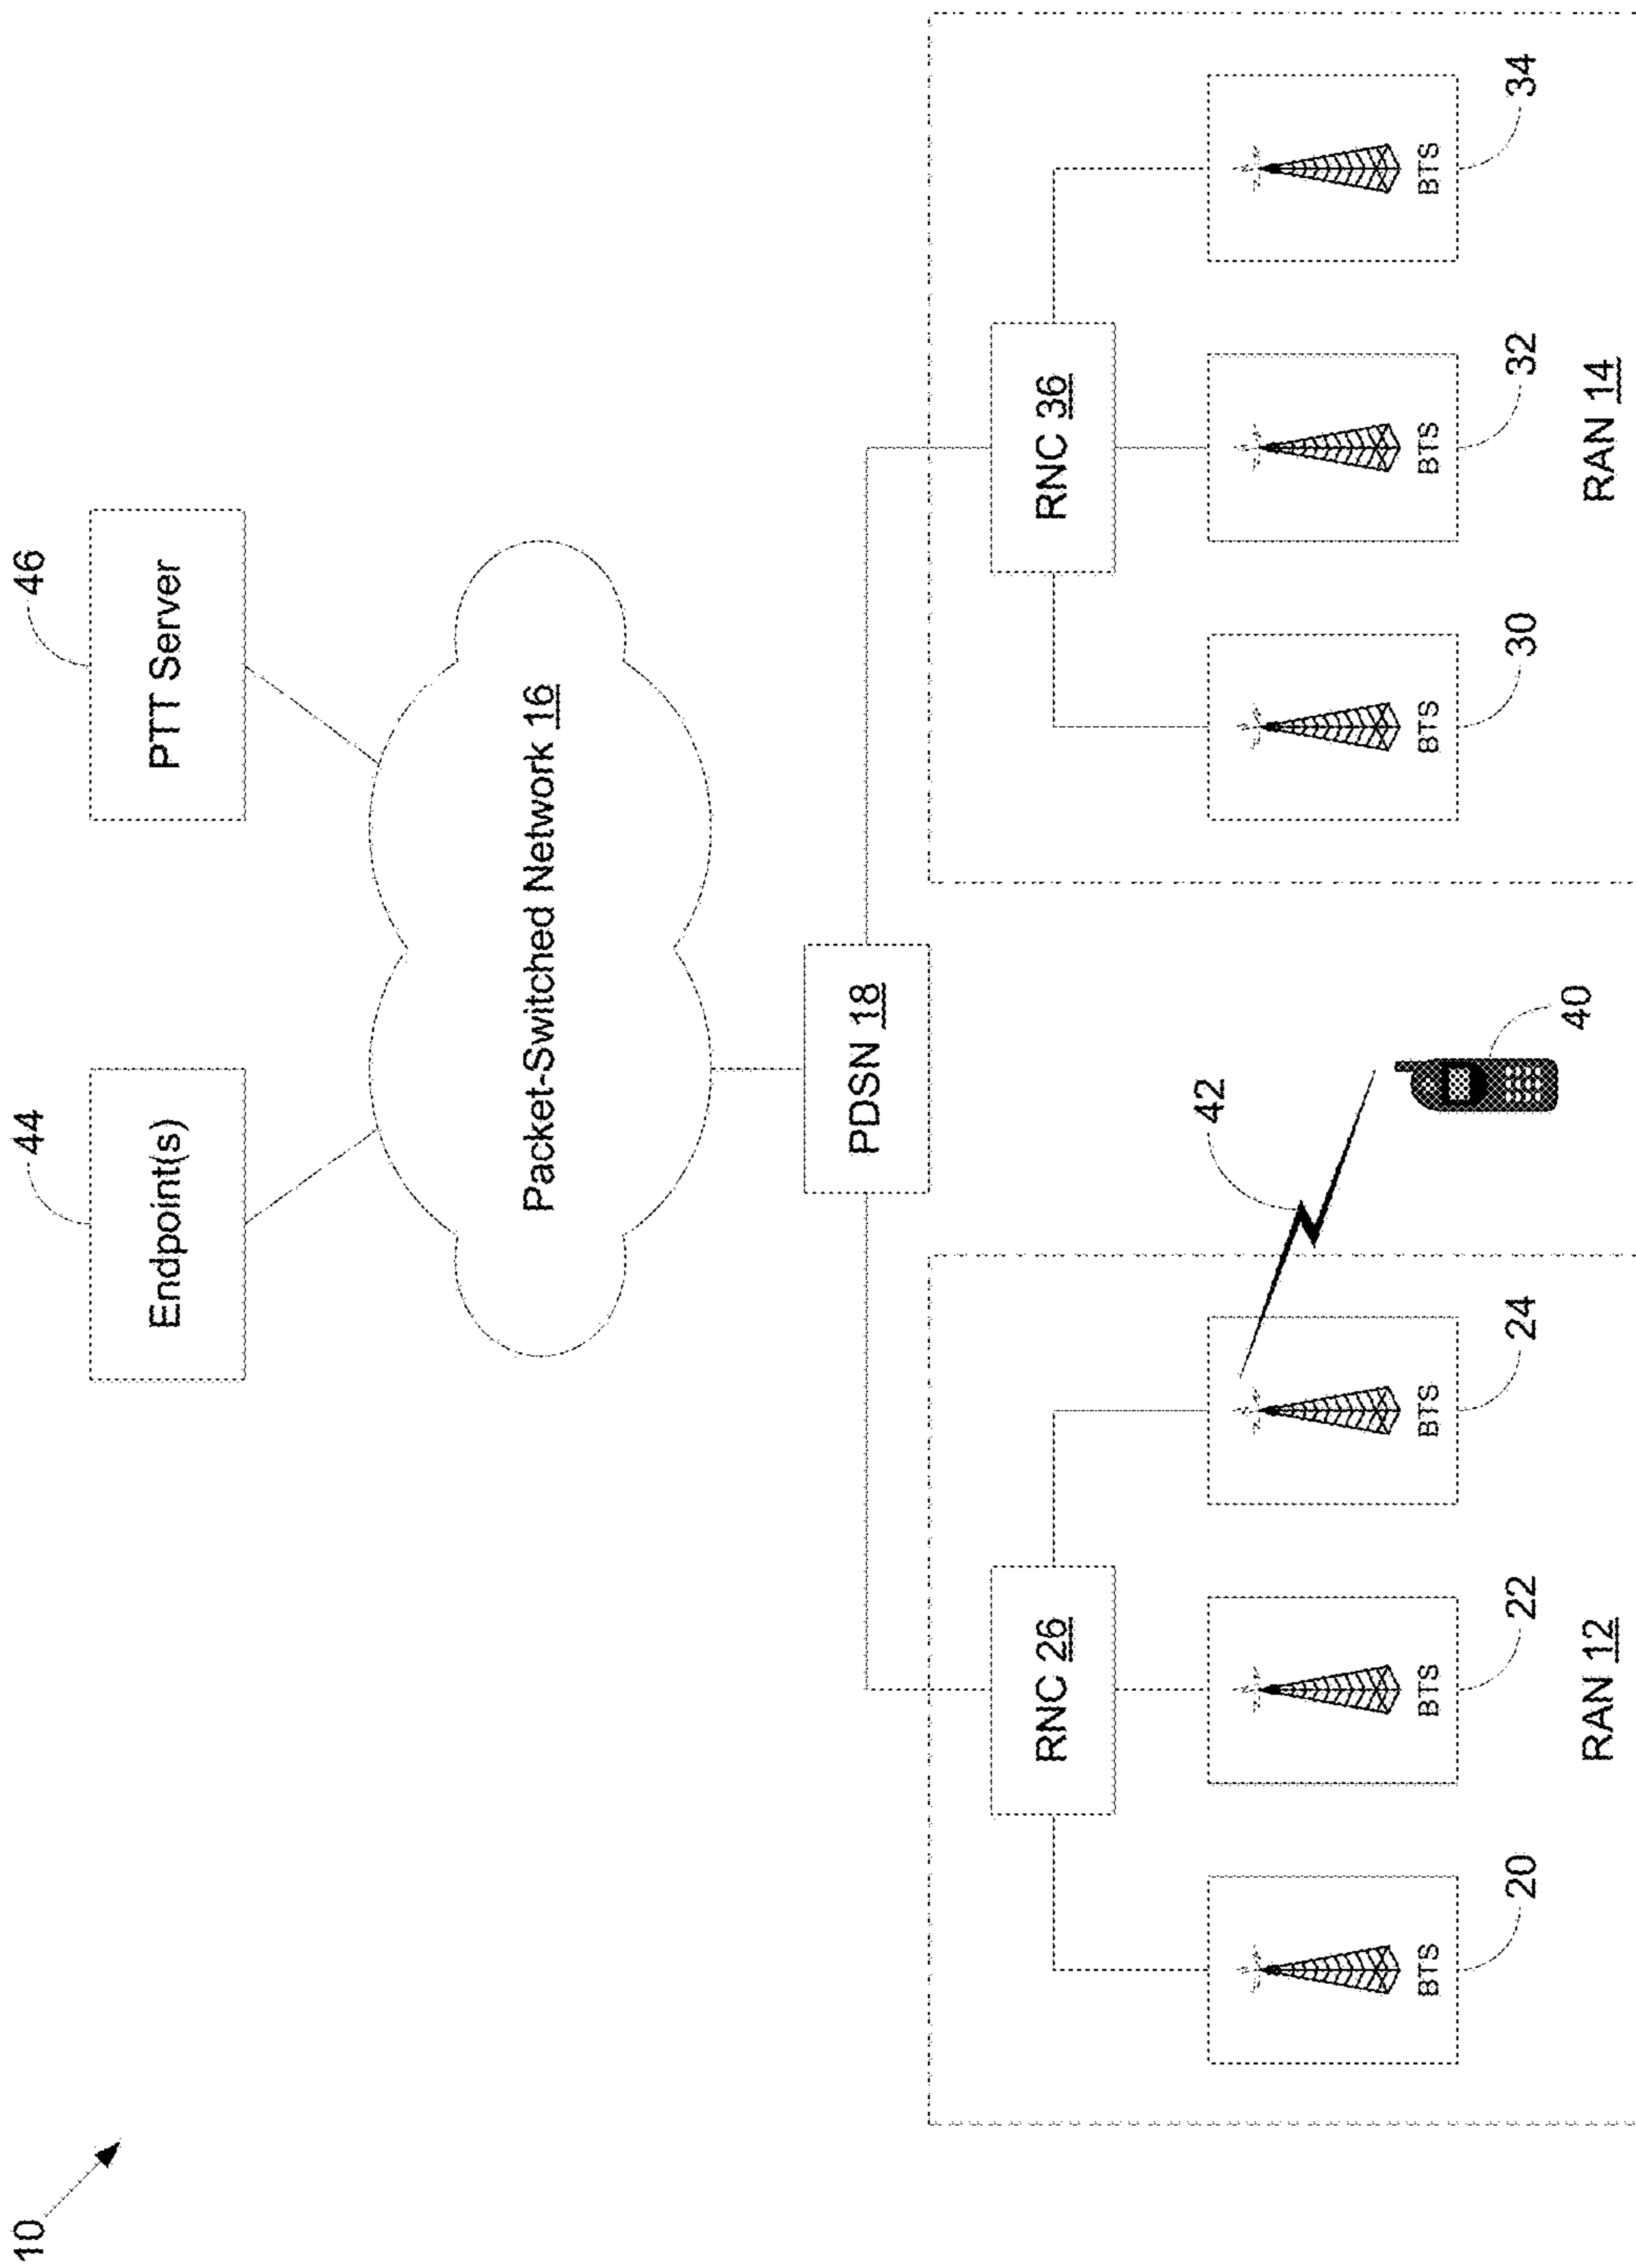 10
44
46
Endpoint(s)
PTT Server
Packet-Switched Network 16
PDSN 18
RNC 26
RNC 36
42
BTS
BTS
BTS
BTS
BTS
BTS
20
22
24
40
30
32
34
RAN 12
RAN 14